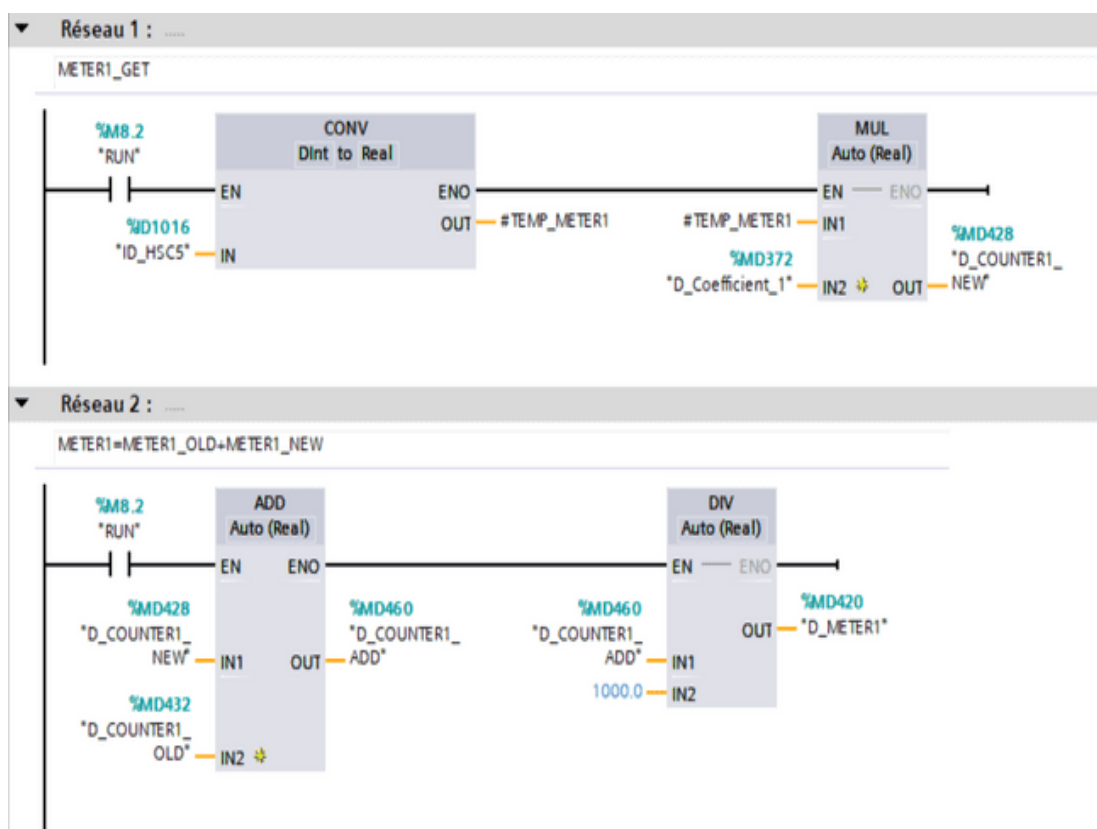 Réseau 1 : .....
METER1_GET
%M8.2
"RUN"
CONV
DInt to Real
MUL
Auto (Real)
EN
ENO
EN
ENO
%ID1016
"ID_HSC5"
IN
OUT
#TEMP_METER1
#TEMP_METER1
IN1
%MD372
"D_Coefficient_1"
IN2
OUT
%MD428
"D_COUNTER1_
NEW"
Réseau 2 : .....
METER1=METER1_OLD+METER1_NEW
%M8.2
"RUN"
ADD
Auto (Real)
DIV
Auto (Real)
EN
ENO
EN
ENO
%MD428
"D_COUNTER1_
NEW"
IN1
OUT
%MD460
"D_COUNTER1_
ADD"
%MD460
"D_COUNTER1_
ADD"
IN1
OUT
%MD420
"D_METER1"
1000.0
IN2
%MD432
"D_COUNTER1_
OLD"
IN2